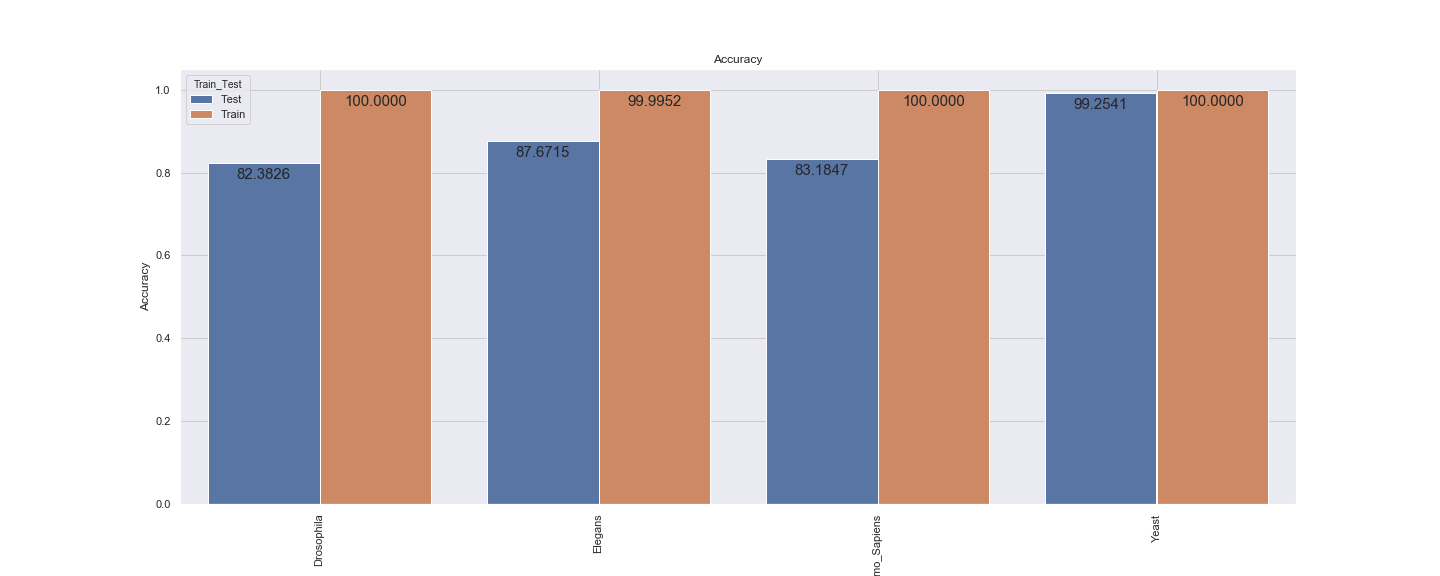 Accuracy
Train_Test
Test
Train
Accuracy
1.0
0.8
0.6
0.4
0.2
0.0
82.3826
100.0000
87.6715
99.9952
83.1847
100.0000
99.2541
100.0000
Drosophila
Elegans
mo_Sapiens
Yeast